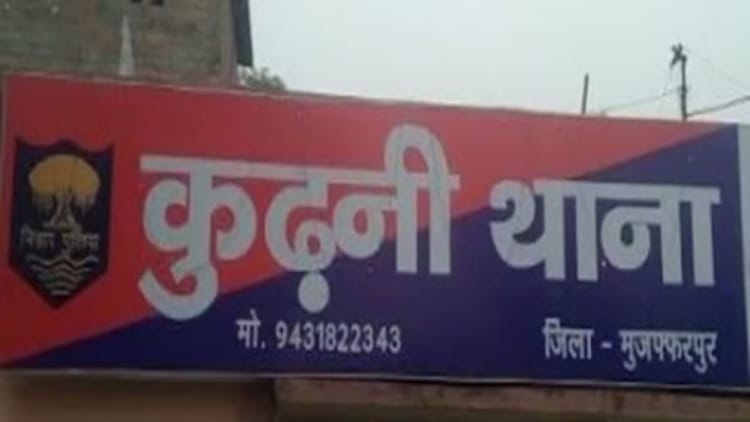 बिहार पुलिस
कुढ़नी थाना
मो. 9431822343
जिला - मुजफ्फरपुर